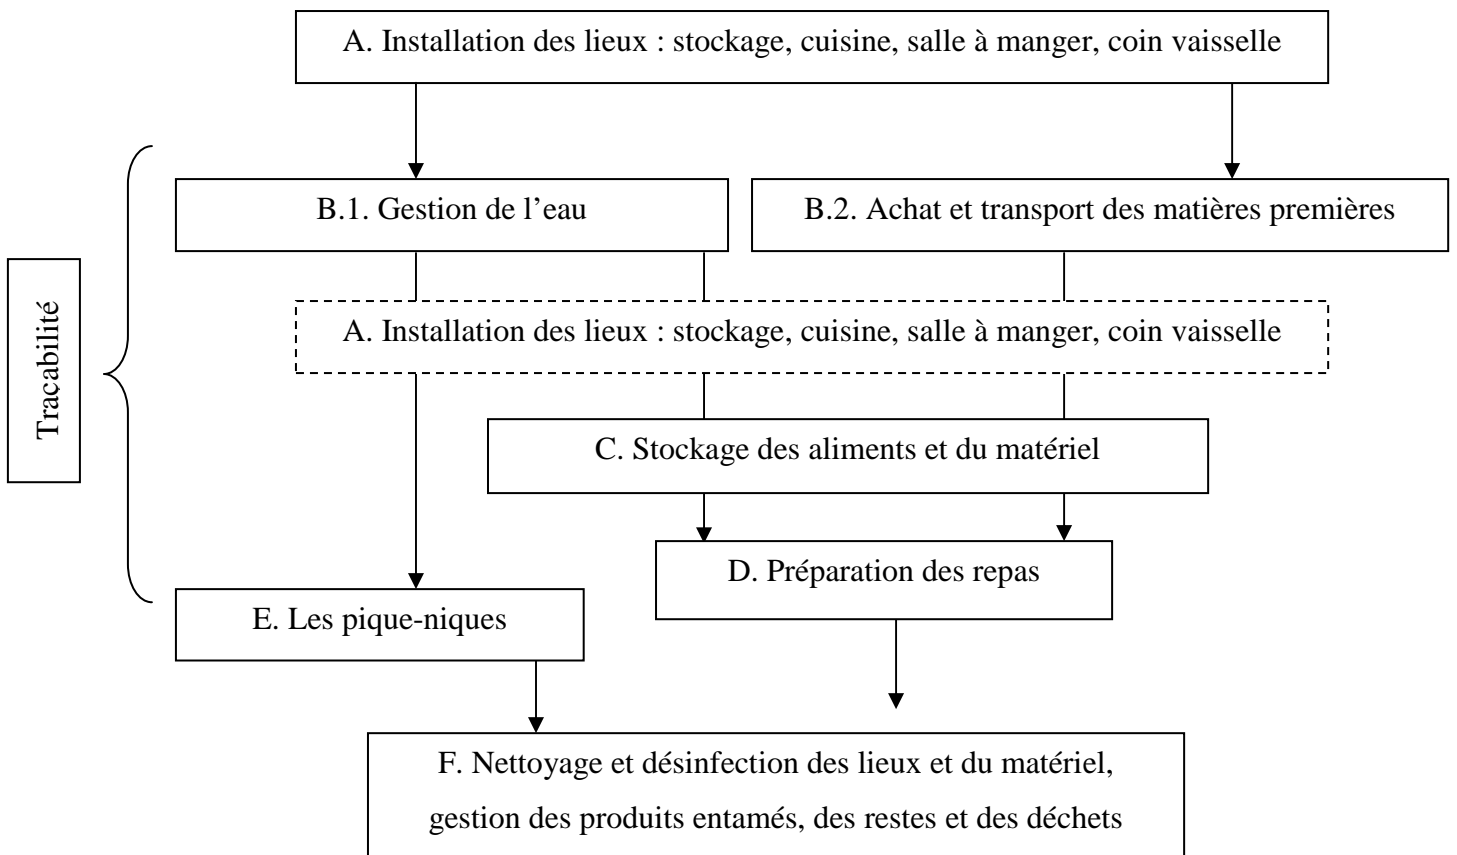 A. Installation des lieux : stockage, cuisine, salle à manger, coin vaisselle
B.1. Gestion de l’eau
B.2. Achat et transport des matières premières
Traçabilité
A. Installation des lieux : stockage, cuisine, salle à manger, coin vaisselle
C. Stockage des aliments et du matériel
D. Préparation des repas
E. Les pique-niques
F. Nettoyage et désinfection des lieux et du matériel,
gestion des produits entamés, des restes et des déchets